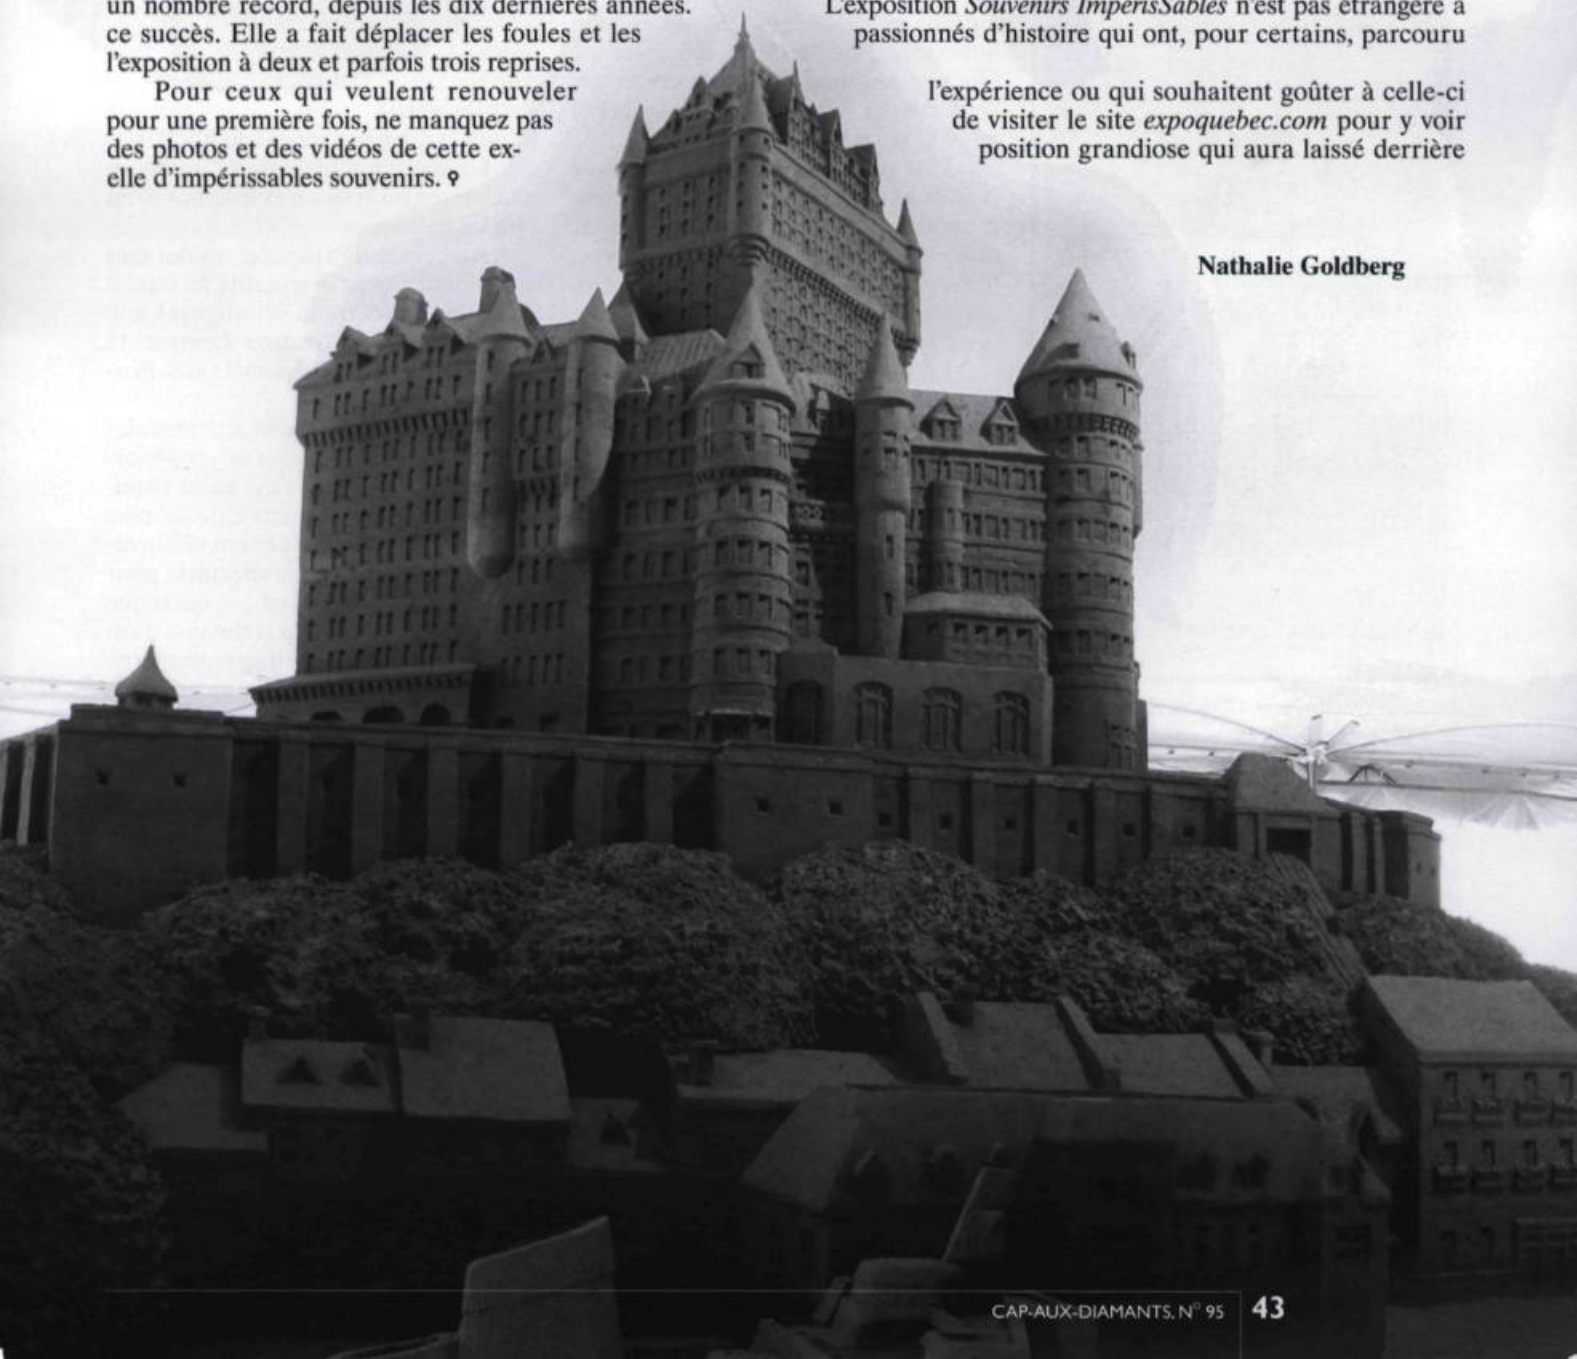 un nombre record, depuis les dix dernières années. L'exposition Souvenirs ImpérisSables n'est pas étrangère à
ce succès. Elle a fait déplacer les foules et les passionnés d'histoire qui ont, pour certains, parcouru
l'exposition à deux et parfois trois reprises.
Pour ceux qui veulent renouveler l'expérience ou qui souhaitent goûter à celle-ci
pour une première fois, ne manquez pas de visiter le site expoquebec.com pour y voir
des photos et des vidéos de cette ex- position grandiose qui aura laissé derrière
elle d'impérissables souvenirs.
Nathalie Goldberg
CAP-AUX-DIAMANTS, N° 95 43